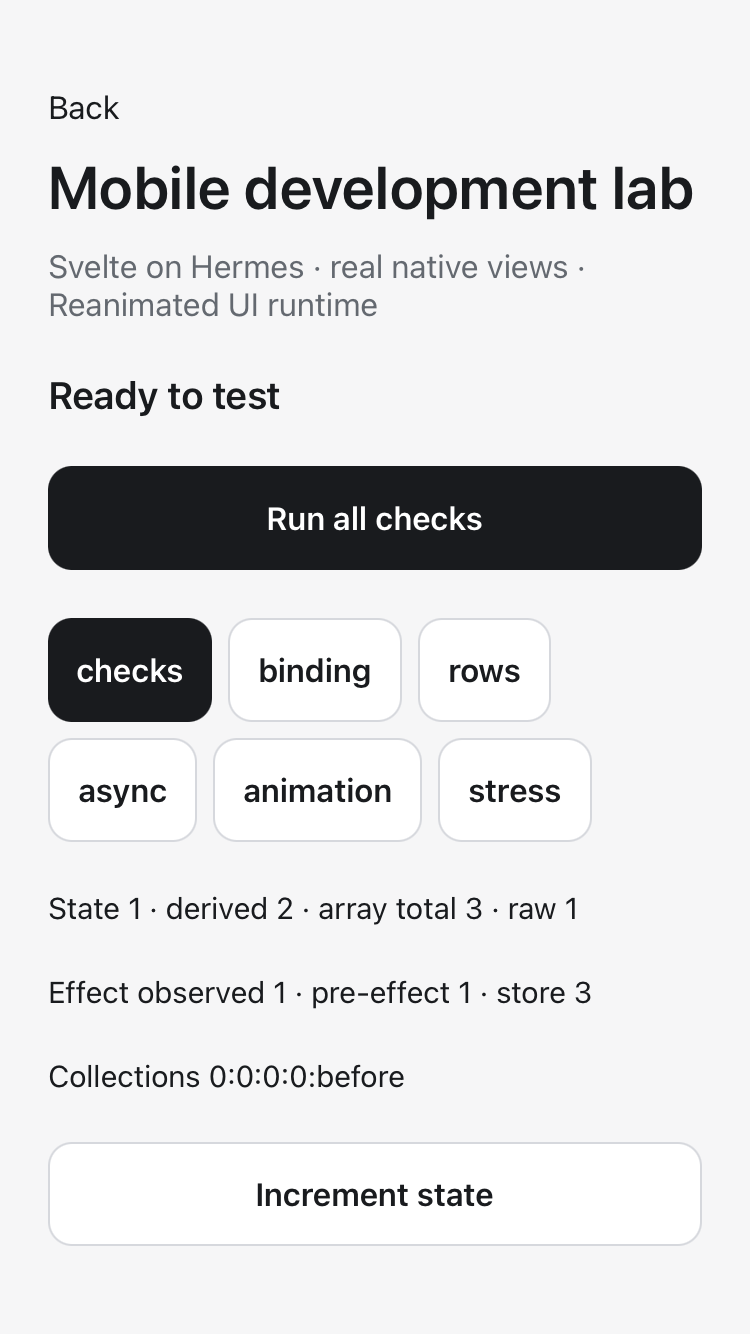 Back
Mobile development lab
Svelte on Hermes · real native views ·
Reanimated UI runtime
Ready to test
Run all checks
checks
binding
rows
async
animation
stress
State 1 · derived 2 · array total 3 · raw 1
Effect observed 1 · pre-effect 1 · store 3
Collections 0:0:0:0:before
Increment state